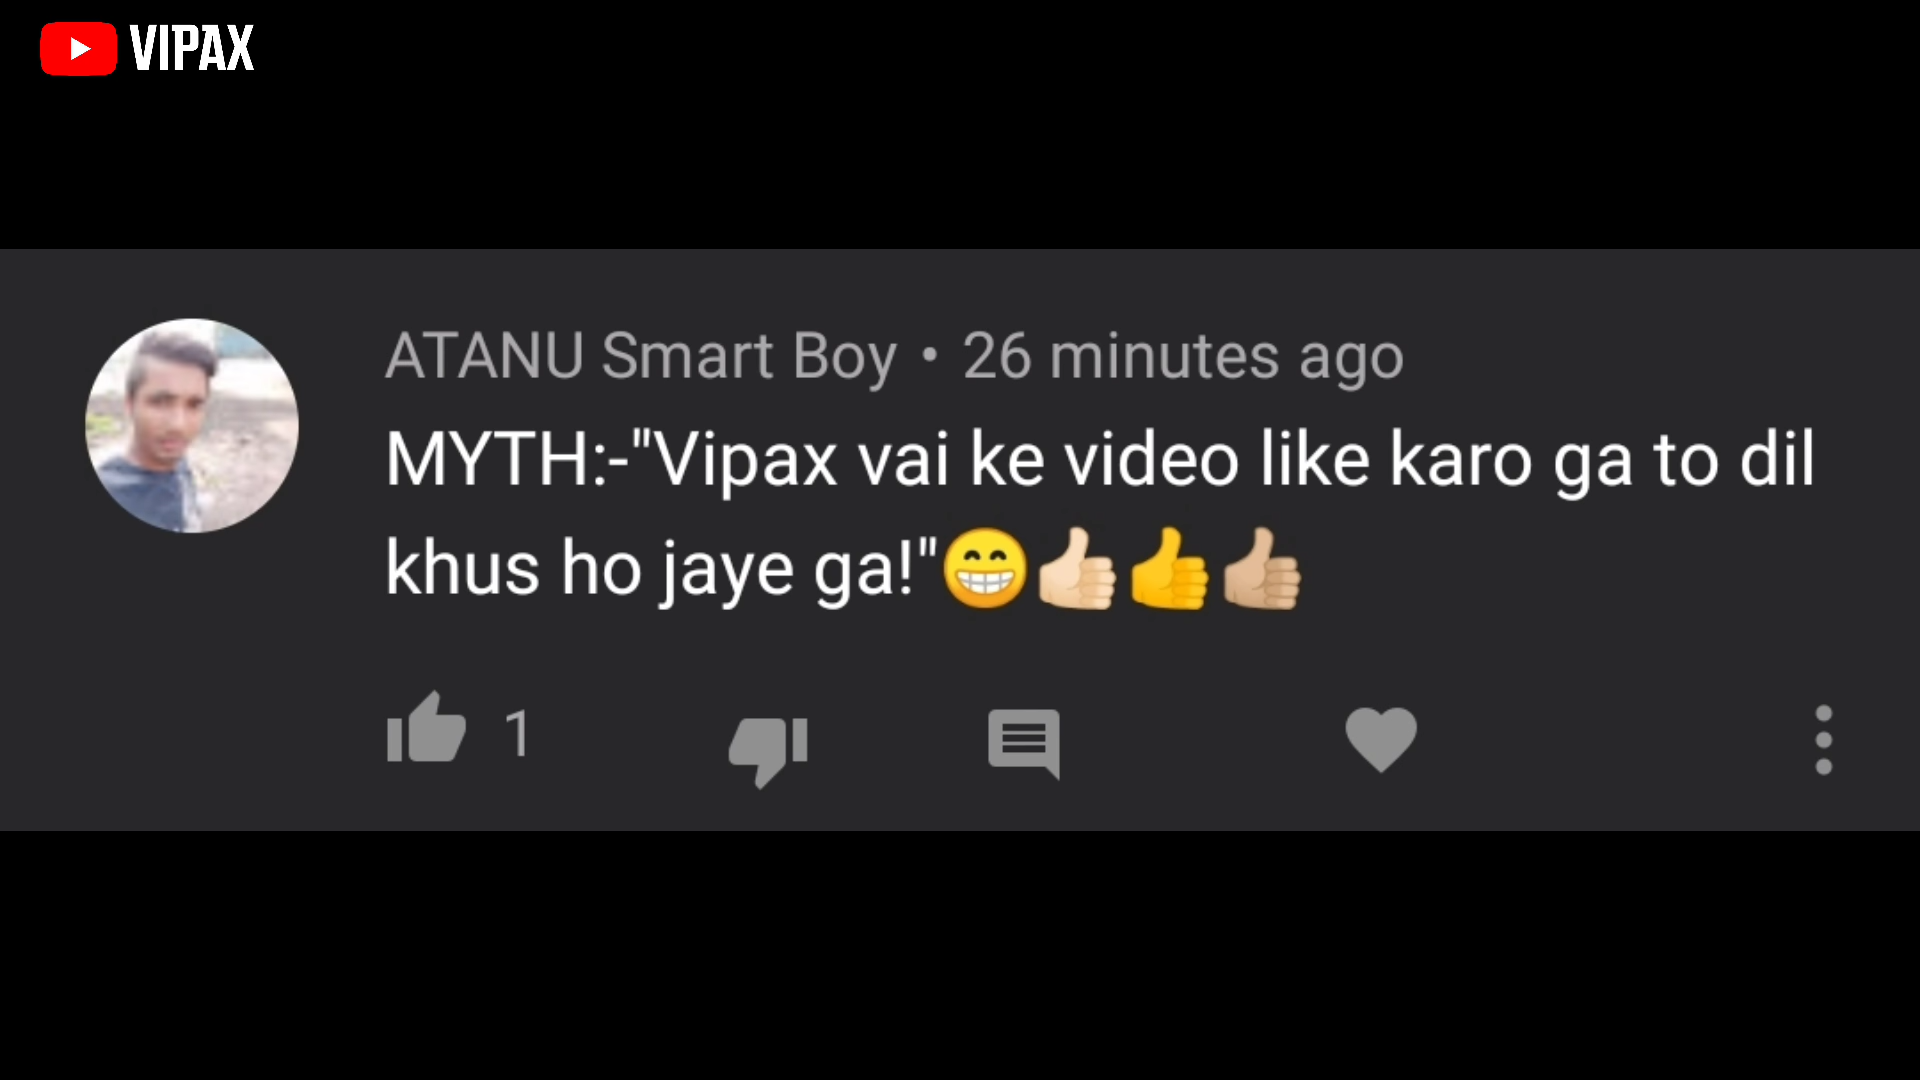 VIPAX
ATANU Smart Boy • 26 minutes ago
MYTH:-"Vipax vai ke video like karo ga to dil
khus ho jaye ga!"😁👍🏻👍👍🏼
1